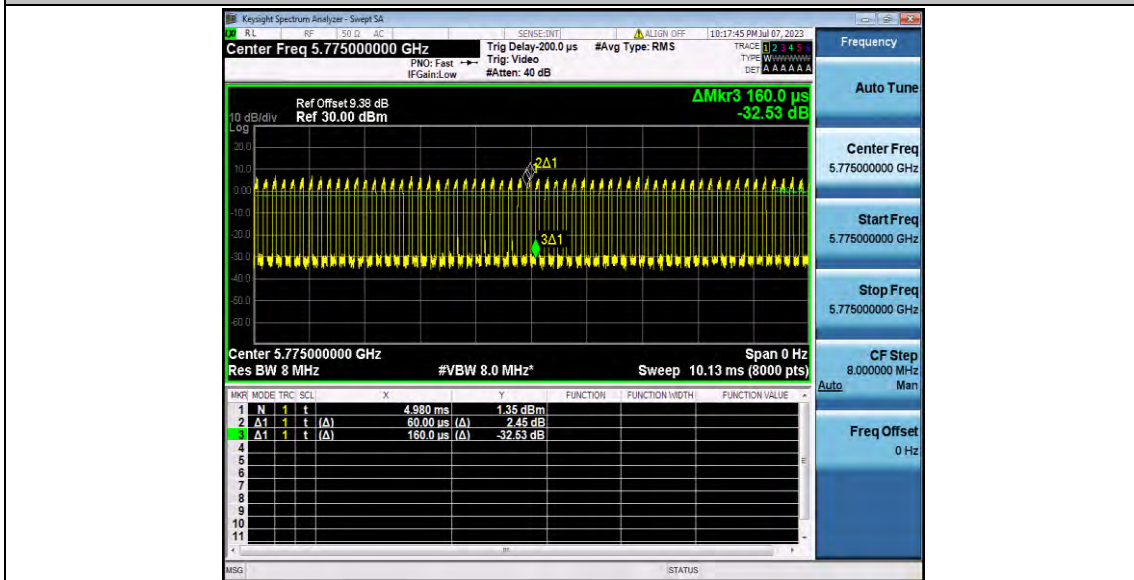 Keysight Spectrum Analyzer - Swept SA
RL RF 50 Ω AC SENSE:INT ALIGN OFF 10:17:45 PM Jul 07, 2023
Center Freq 5.775000000 GHz Trig Delay-200.0 µs #Avg Type: RMS TRACE 1 2 3 4 5 6
PNO: Fast Trig: Video TYPE W
IFGain:Low #Atten: 40 dB DET A A A A A A
Frequency
Auto Tune
Center Freq
5.775000000 GHz
Start Freq
5.775000000 GHz
Stop Freq
5.775000000 GHz
CF Step
8.000000 MHz
Auto Man
Freq Offset
0 Hz
ΔMkr3 160.0 µs
-32.53 dB
Ref Offset 9.38 dB
10 dB/div Ref 30.00 dBm
Log
20.0
10.0
0.00
-10.0
-20.0
-30.0
-40.0
-50.0
-60.0
2Δ1
3Δ1
Center 5.775000000 GHz Span 0 Hz
Res BW 8 MHz #VBW 8.0 MHz* Sweep 10.13 ms (8000 pts)
MKR MODE TRC SCL X Y FUNCTION FUNCTION WIDTH FUNCTION VALUE
1 N 1 t 4.980 ms 1.35 dBm
2 Δ1 1 t (Δ) 60.00 µs (Δ) 2.45 dB
3 Δ1 1 t (Δ) 160.0 µs (Δ) -32.53 dB
4
5
6
7
8
9
10
11
MSG STATUS